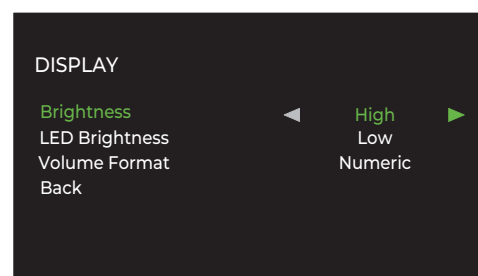 DISPLAY
Brightness High
LED Brightness Low
Volume Format Numeric
Back